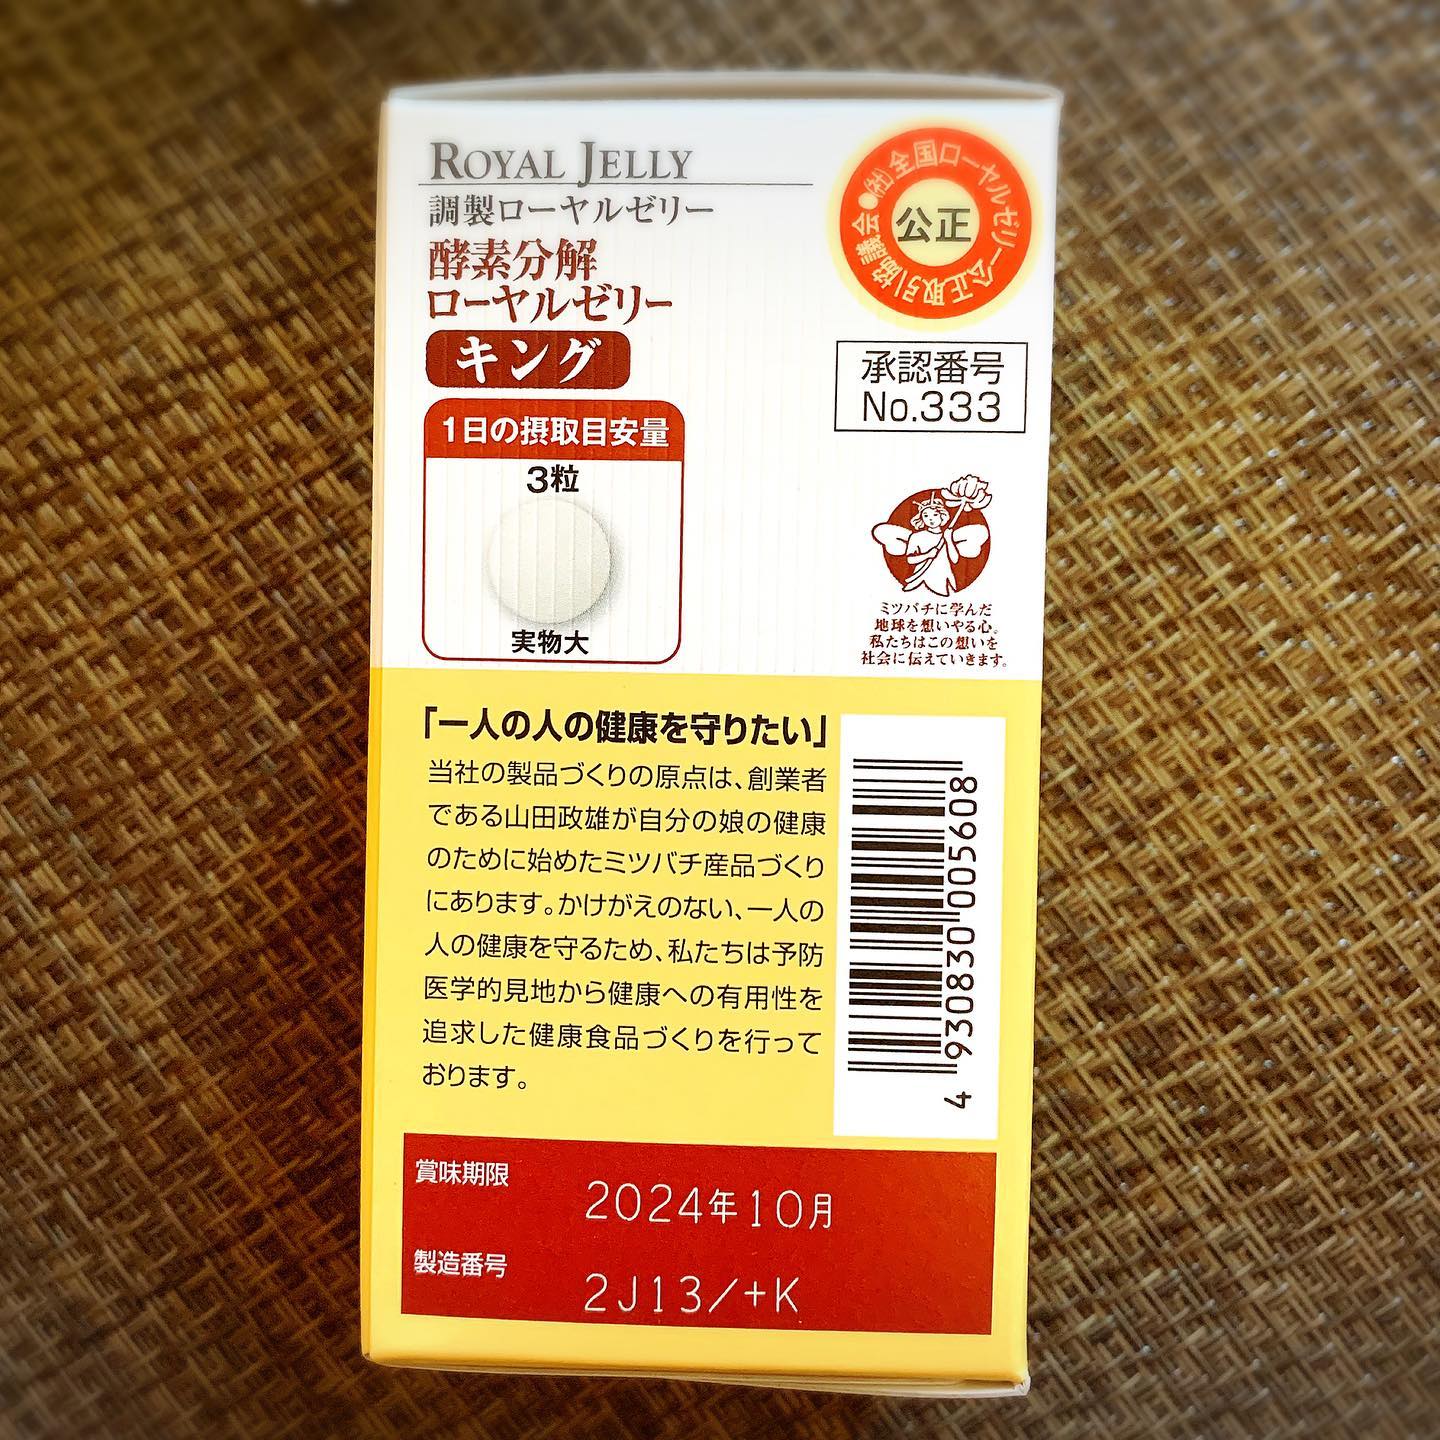 ROYAL JELLY
調製ローヤルゼリー
酵素分解
ローヤルゼリー
キング
1日の摂取目安量
3粒
実物大
(社)全国ローヤルゼリー公正取引協議会
公正
承認番号
No.333
ミツバチに学んだ
地球を想いやる心。
私たちはこの想いを
社会に伝えていきます。
「一人の人の健康を守りたい」
当社の製品づくりの原点は、創業者
である山田政雄が自分の娘の健康
のために始めたミツバチ産品づくり
にあります。かけがえのない、一人の
人の健康を守るため、私たちは予防
医学的見地から健康への有用性を
追求した健康食品づくりを行って
おります。
4 930830 005608
賞味期限 2024年10月
製造番号 2J13/+K